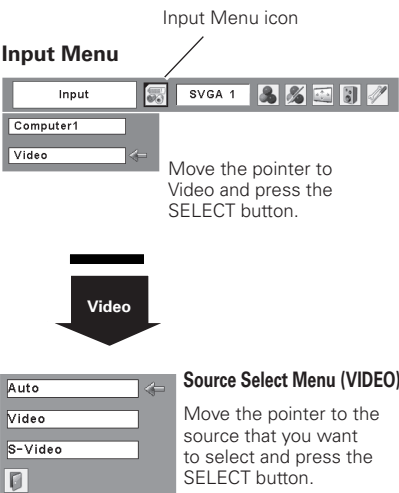 Input Menu icon
Input Menu
Input
SVGA 1
Computer1
Video
Move the pointer to
Video and press the
SELECT button.
Video
Auto
Video
S-Video
Source Select Menu (VIDEO)
Move the pointer to the
source that you want
to select and press the
SELECT button.